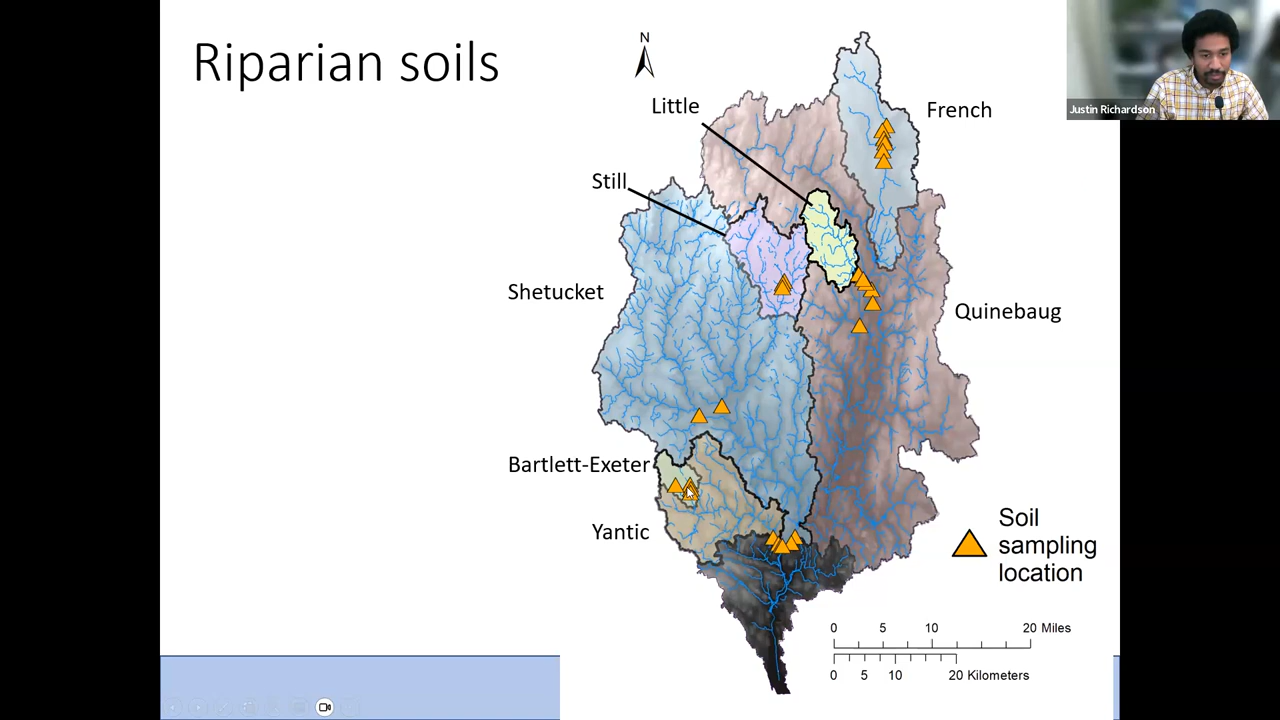 Riparian soils
N
Little
French
Justin Richardson
Still
Shetucket
Quinebaug
Bartlett-Exeter
Yantic
Soil
sampling
location
0 5 10 20 Miles
0 5 10 20 Kilometers